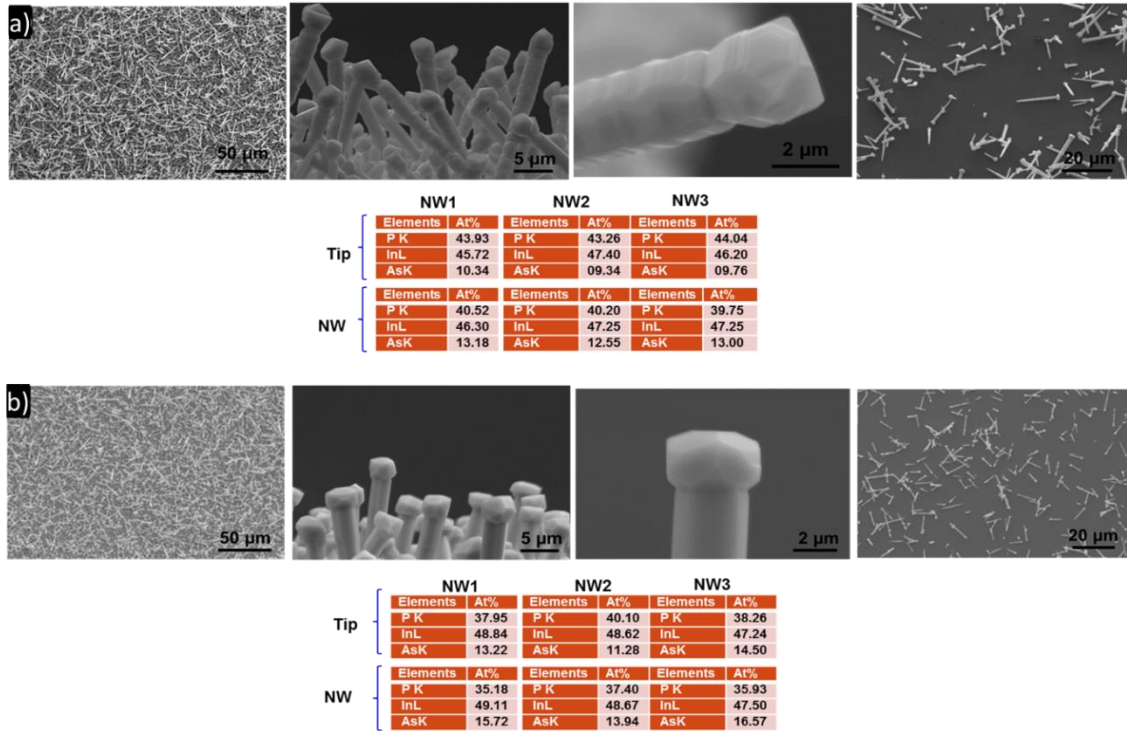 a)
50 µm
5 µm
2 µm
20 µm
NW1 NW2 NW3
Tip
Elements At% Elements At% Elements At%
P K 43.93 P K 43.26 P K 44.04
InL 45.72 InL 47.40 InL 46.20
AsK 10.34 AsK 09.34 AsK 09.76
NW
Elements At% Elements At% Elements At%
P K 40.52 P K 40.20 P K 39.75
InL 46.30 InL 47.25 InL 47.25
AsK 13.18 AsK 12.55 AsK 13.00
b)
50 µm
5 µm
2 µm
20 µm
NW1 NW2 NW3
Tip
Elements At% Elements At% Elements At%
P K 37.95 P K 40.10 P K 38.26
InL 48.84 InL 48.62 InL 47.24
AsK 13.22 AsK 11.28 AsK 14.50
NW
Elements At% Elements At% Elements At%
P K 35.18 P K 37.40 P K 35.93
InL 49.11 InL 48.67 InL 47.50
AsK 15.72 AsK 13.94 AsK 16.57